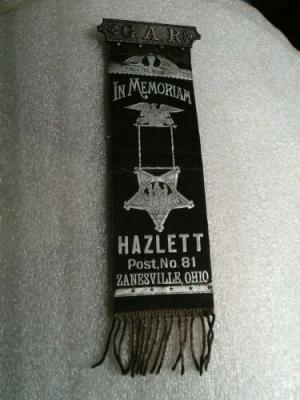 G A R
IN MEMORIAM
HAZLETT
Post, No. 81
ZANESVILLE, OHIO